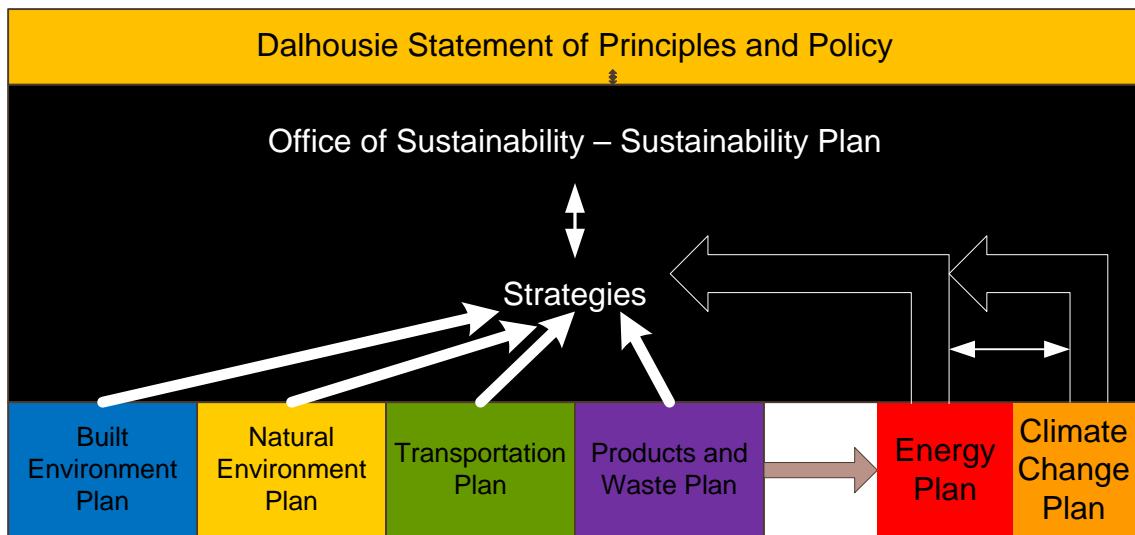 Dalhousie Statement of Principles and Policy
Office of Sustainability – Sustainability Plan
Strategies
Built
Environment
Plan
Natural
Environment
Plan
Transportation
Plan
Products and
Waste Plan
Energy
Plan
Climate
Change
Plan